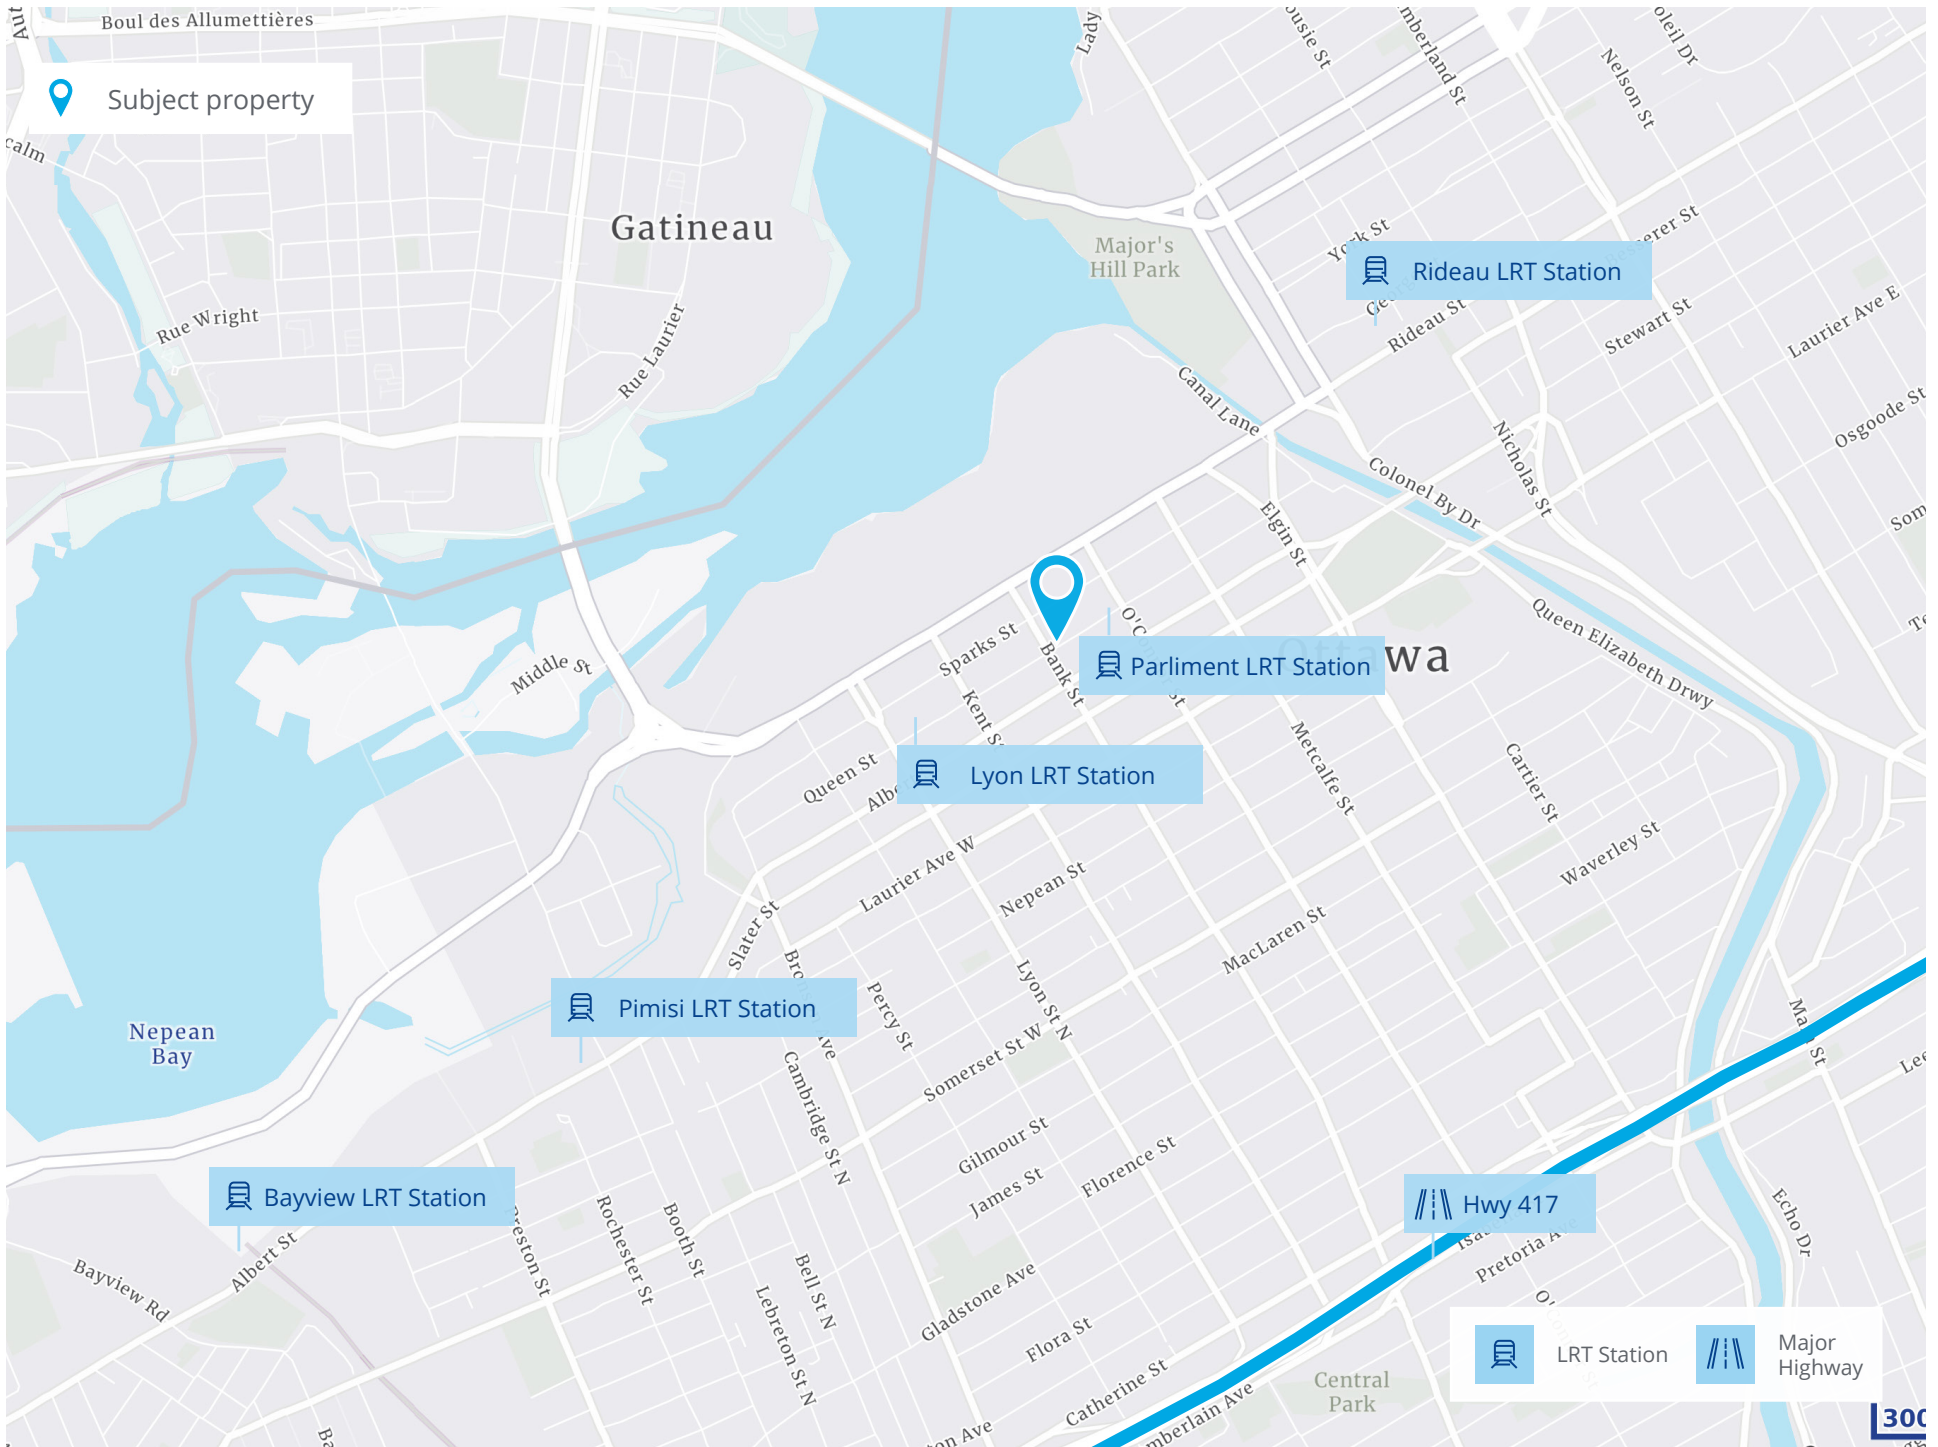 Boul des Allumettières
Lady
Nelson St
Subject property
Gatineau
York St
Major's
Hill Park
Rideau LRT Station
Rideau St
Stewart St
Laurier Ave E
Rue Wright
Rue Laurier
Canal Lane
Osgoode St
Nicholas St
Colonel By Dr
Elgin St
Queen Elizabeth Drwy
Sparks St
Bank St
Parliment LRT Station
Middle St
Kent St
Metcalfe St
Cartier St
Queen St
Lyon LRT Station
Waverley St
Laurier Ave W
Nepean St
MacLaren St
Slater St
Percy St
Lyon St N
Pimisi LRT Station
Nepean
Bay
Somerset St W
Cambridge St N
Gilmour St
James St
Florence St
Bayview LRT Station
Hwy 417
Pretoria Ave
Echo Dr
Albert St
Bayview Rd
Preston St
Rochester St
Booth St
Bell St N
Lebreton St N
Gladstone Ave
Flora St
Catherine St
Central
Park
LRT Station
Major
Highway
300